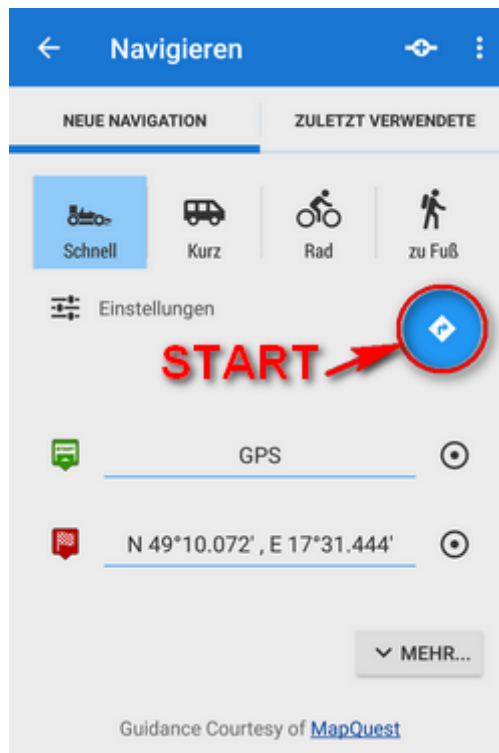 Navigieren
NEUE NAVIGATION ZULETZT VERWENDETE
Schnell Kurz Rad zu Fuß
Einstellungen
START
GPS
N 49°10.072' , E 17°31.444'
MEHR...
Guidance Courtesy of MapQuest